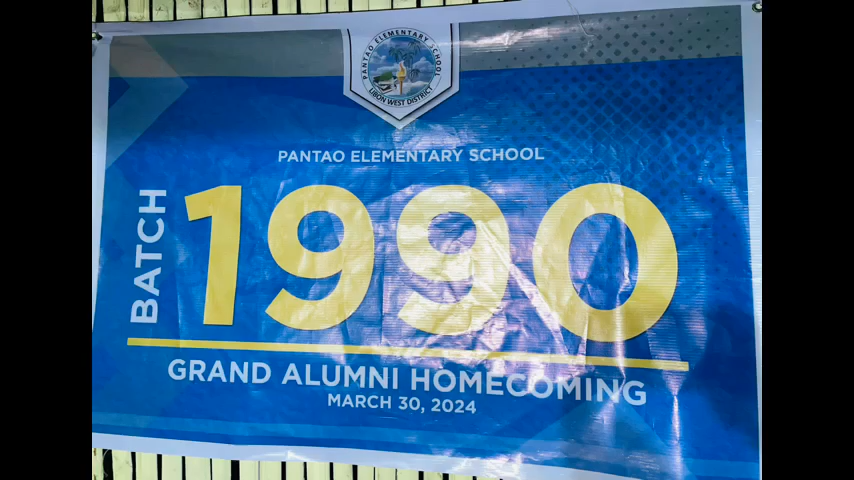 PANTAO ELEMENTARY SCHOOL
LIBON WEST DISTRICT
PANTAO ELEMENTARY SCHOOL
BATCH
1990
GRAND ALUMNI HOMECOMING
MARCH 30, 2024